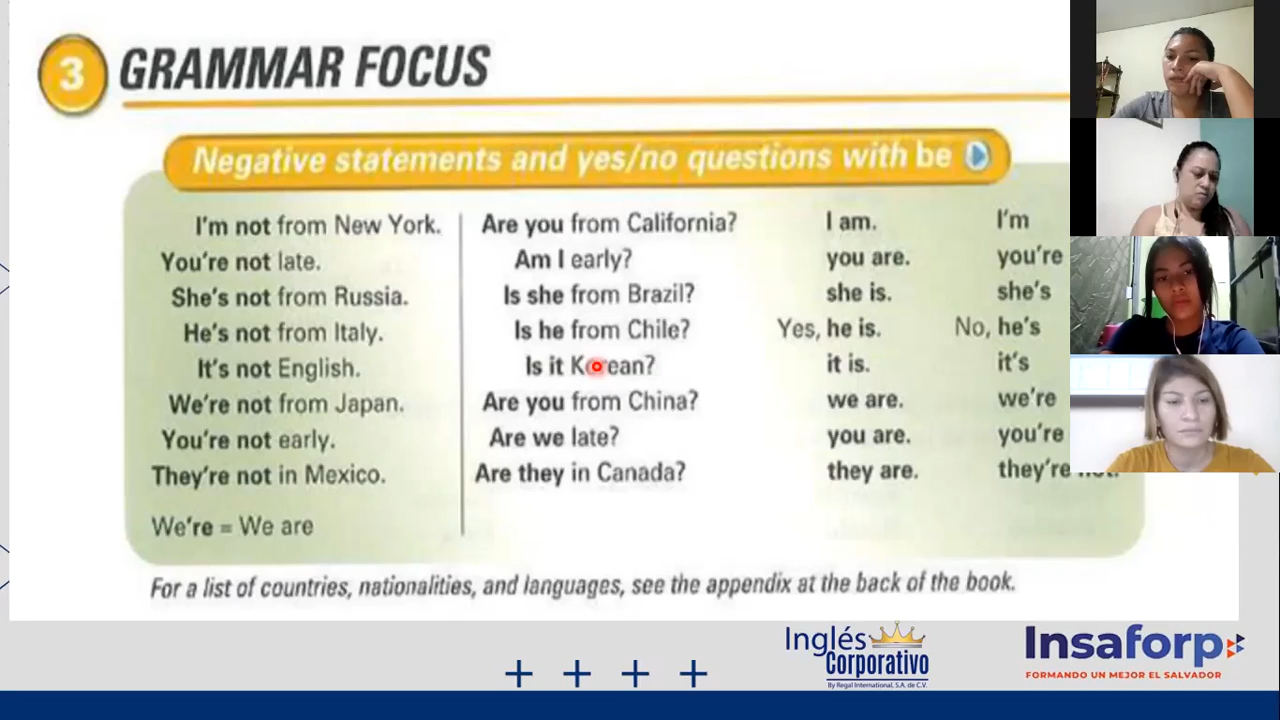 3 GRAMMAR FOCUS
Negative statements and yes/no questions with be
I'm not from New York. Are you from California? I am. I'm
You're not late. Am I early? you are. you're
She's not from Russia. Is she from Brazil? she is. she's
He's not from Italy. Is he from Chile? Yes, he is. No, he's
It's not English. Is it Korean? it is. it's
We're not from Japan. Are you from China? we are. we're
You're not early. Are we late? you are. you're
They're not in Mexico. Are they in Canada? they are. they're not.
We're = We are
For a list of countries, nationalities, and languages, see the appendix at the back of the book.
Inglés
Corporativo
By Regal International, S.A. de C.V.
Insaforp
FORMANDO UN MEJOR EL SALVADOR